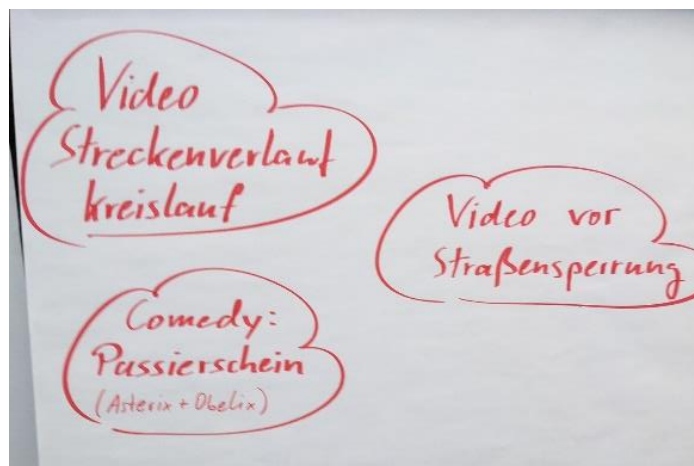 Video
Streckenverlauf
kreislauf
Video vor
Straßensperrung
Comedy:
Passierschein
(Asterix + Obelix)